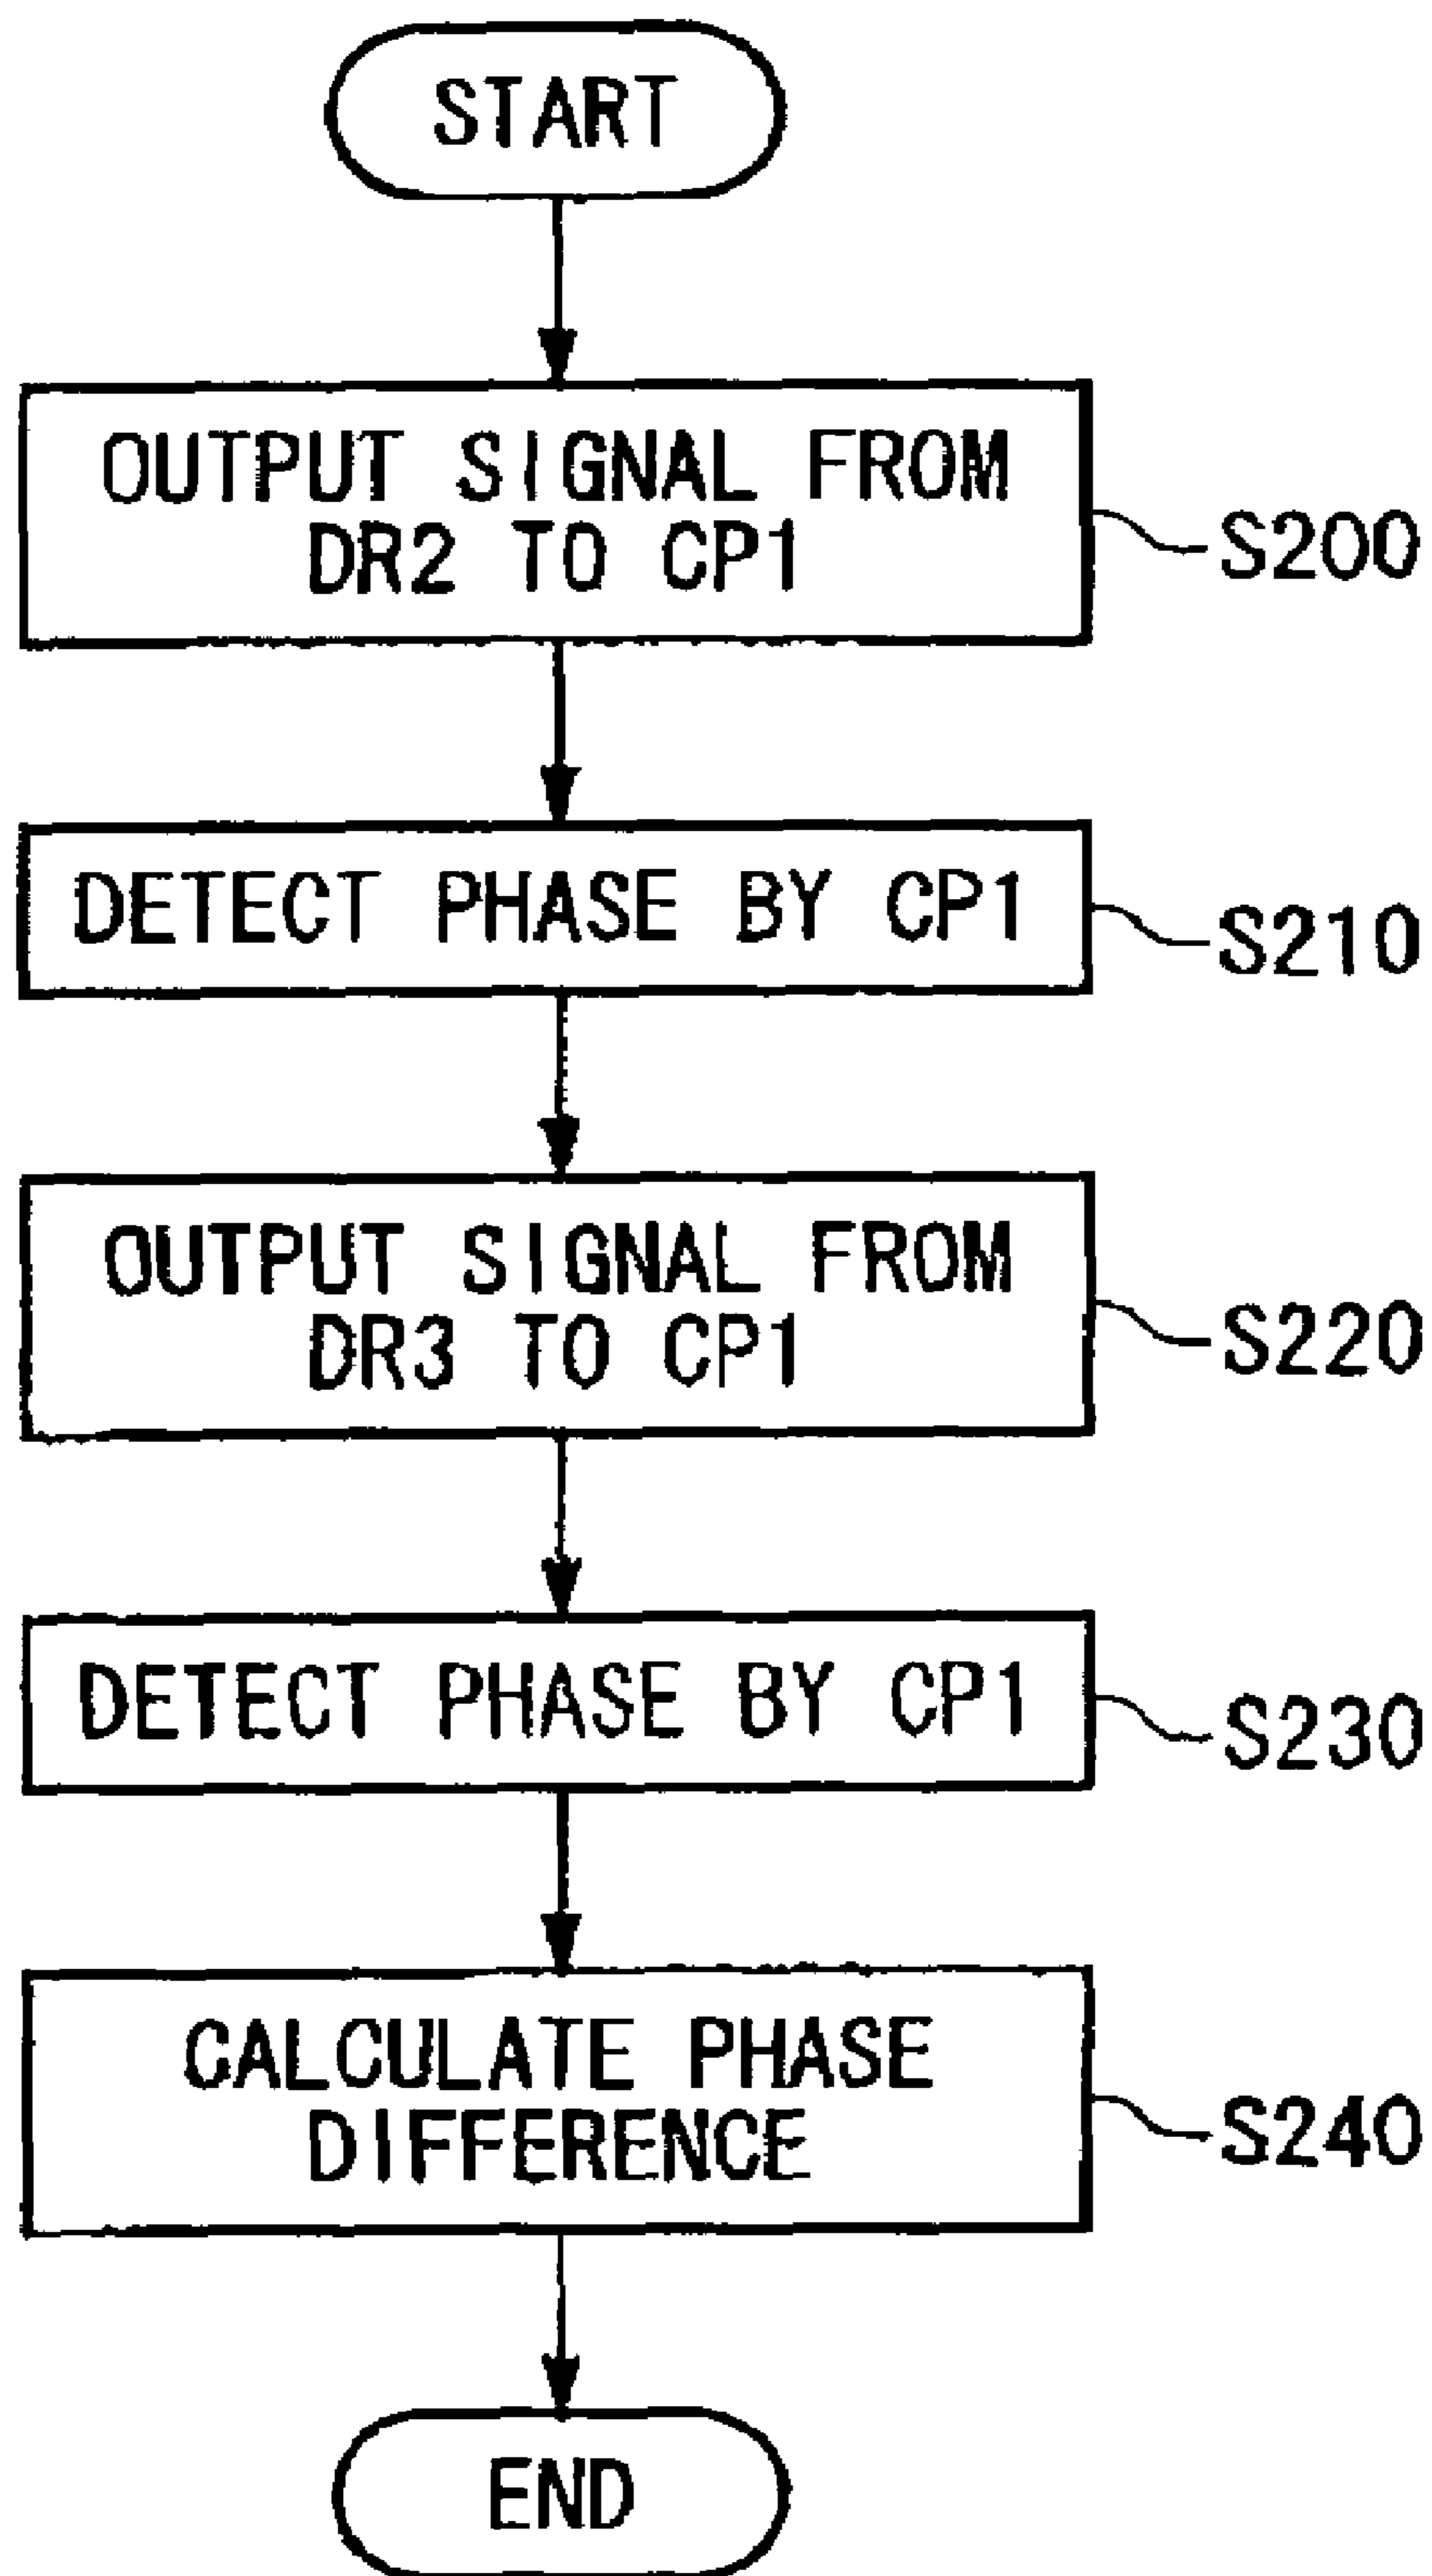 START
OUTPUT SIGNAL FROM
DR2 TO CP1
S200
DETECT PHASE BY CP1
S210
OUTPUT SIGNAL FROM
DR3 TO CP1
S220
DETECT PHASE BY CP1
S230
CALCULATE PHASE
DIFFERENCE
S240
END